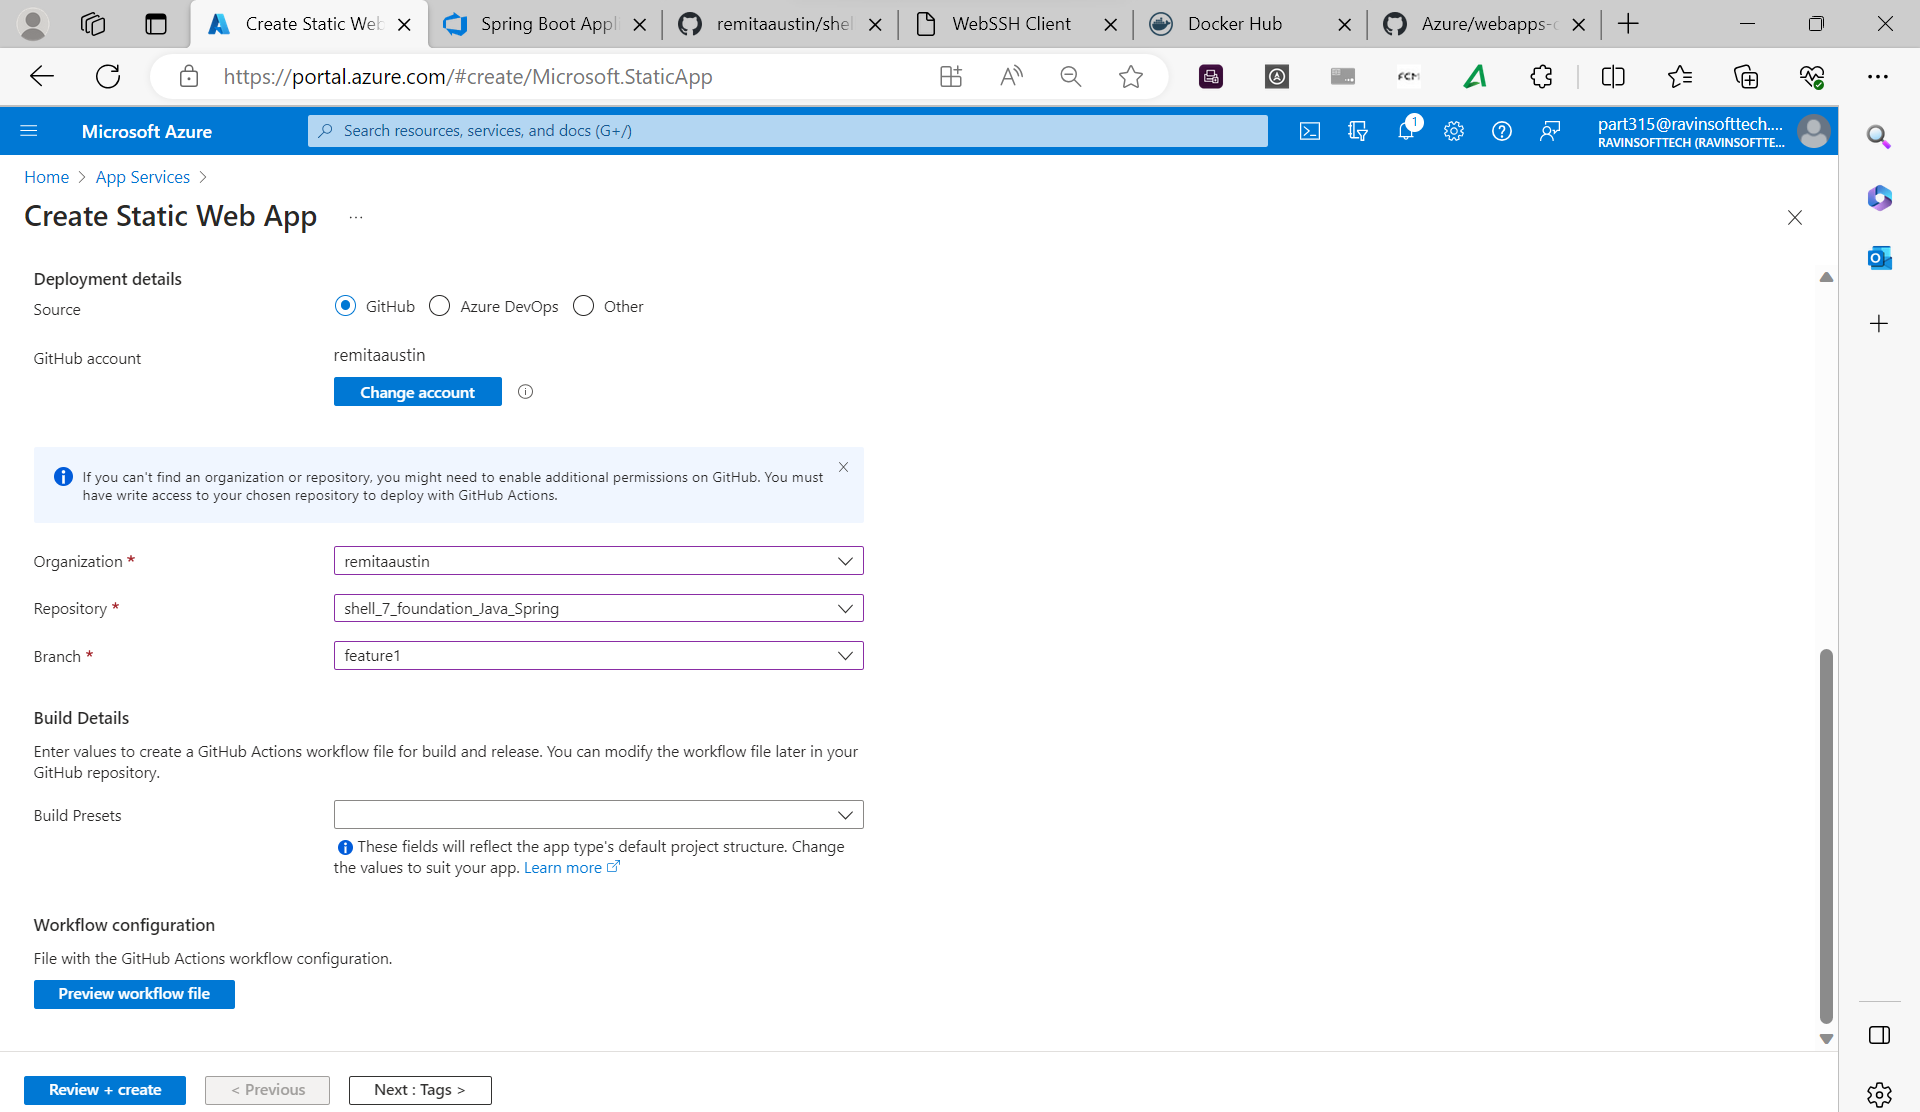 Create Static Web
Spring Boot Appli
remitaaustin/shel
WebSSH Client
Docker Hub
Azure/webapps-d
https://portal.azure.com/#create/Microsoft.StaticApp
FCM
Microsoft Azure
Search resources, services, and docs (G+/)
1
part315@ravinsofttech....
RAVINSOFTTECH (RAVINSOFTTE...
Home > App Services >
Create Static Web App ...
Deployment details
Source
GitHub
Azure DevOps
Other
GitHub account
remitaaustin
Change account
If you can't find an organization or repository, you might need to enable additional permissions on GitHub. You must
have write access to your chosen repository to deploy with GitHub Actions.
Organization *
remitaaustin
Repository *
shell_7_foundation_Java_Spring
Branch *
feature1
Build Details
Enter values to create a GitHub Actions workflow file for build and release. You can modify the workflow file later in your
GitHub repository.
Build Presets
These fields will reflect the app type's default project structure. Change
the values to suit your app. Learn more
Workflow configuration
File with the GitHub Actions workflow configuration.
Preview workflow file
Review + create
< Previous
Next : Tags >